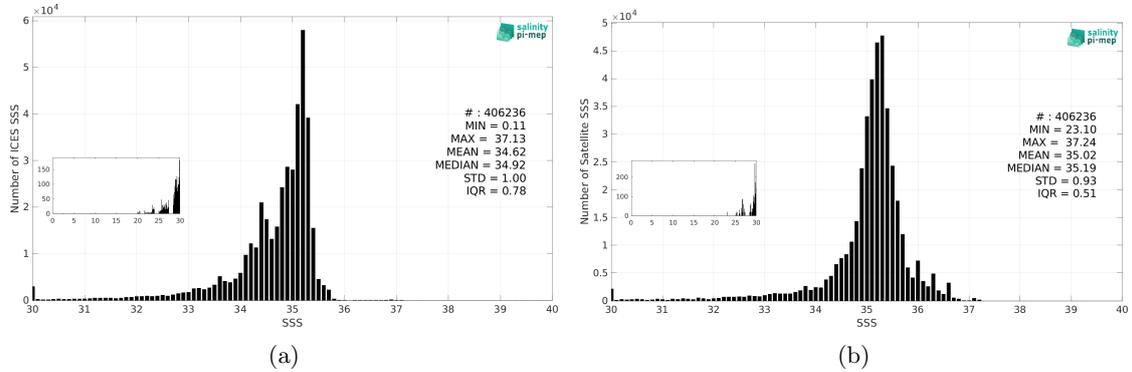 ×10⁴
6
5
4
3
2
1
0
Number of ICES SSS
salinity
pi-mep
# : 406236
MIN = 0.11
MAX = 37.13
MEAN = 34.62
MEDIAN = 34.92
STD = 1.00
IQR = 0.78
150
100
50
0
0 5 10 15 20 25 30
30 31 32 33 34 35 36 37 38 39 40
SSS
(a)
×10⁴
5
4.5
4
3.5
3
2.5
2
1.5
1
0.5
0
Number of Satellite SSS
salinity
pi-mep
# : 406236
MIN = 23.10
MAX = 37.24
MEAN = 35.02
MEDIAN = 35.19
STD = 0.93
IQR = 0.51
200
100
0
0 5 10 15 20 25 30
30 31 32 33 34 35 36 37 38 39 40
SSS
(b)